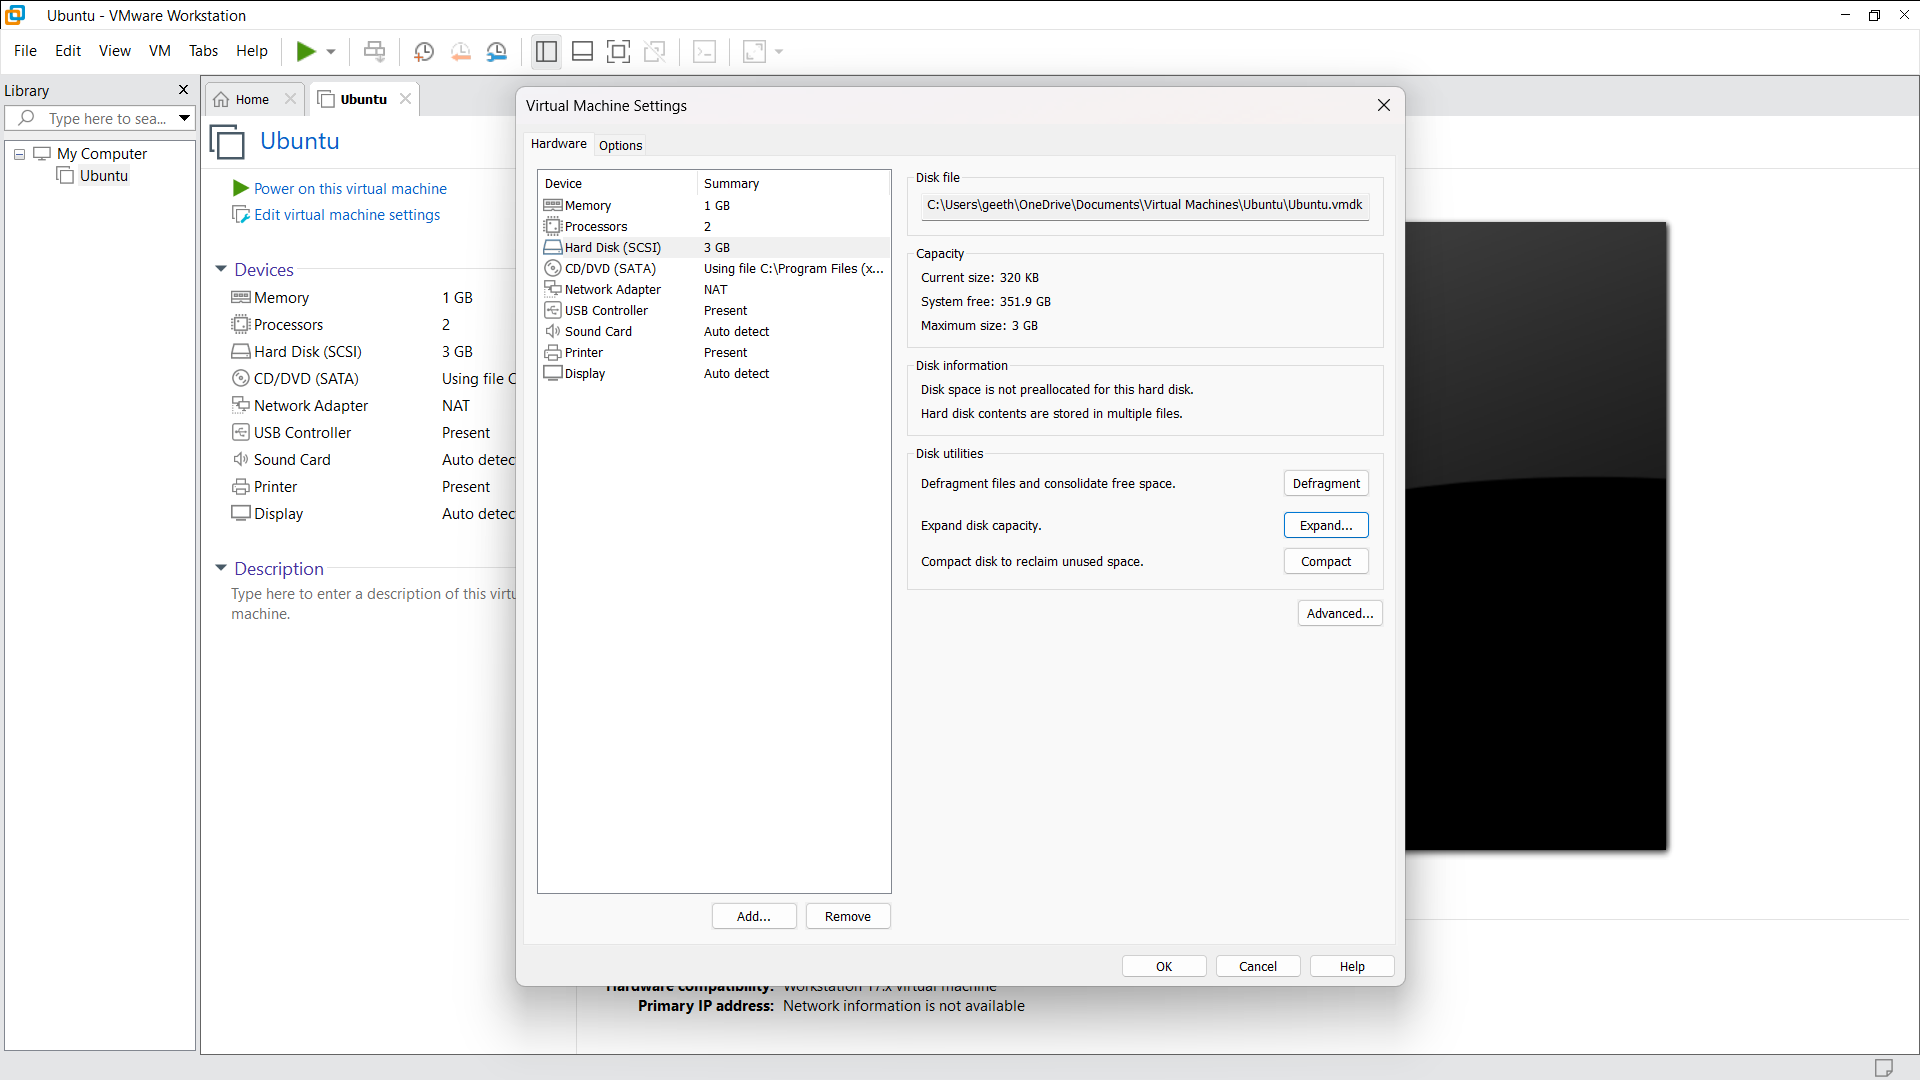 Ubuntu - VMware Workstation
File Edit View VM Tabs Help
Library
Type here to sea...
My Computer
Ubuntu
Home
Ubuntu
Ubuntu
Power on this virtual machine
Edit virtual machine settings
Devices
Memory 1 GB
Processors 2
Hard Disk (SCSI) 3 GB
CD/DVD (SATA) Using file C
Network Adapter NAT
USB Controller Present
Sound Card Auto detec
Printer Present
Display Auto detec
Description
Type here to enter a description of this virtu
machine.
Virtual Machine Settings
Hardware Options
Device Summary
Memory 1 GB
Processors 2
Hard Disk (SCSI) 3 GB
CD/DVD (SATA) Using file C:\Program Files (x...
Network Adapter NAT
USB Controller Present
Sound Card Auto detect
Printer Present
Display Auto detect
Add... Remove
Disk file
C:\Users\geeth\OneDrive\Documents\Virtual Machines\Ubuntu\Ubuntu.vmdk
Capacity
Current size: 320 KB
System free: 351.9 GB
Maximum size: 3 GB
Disk information
Disk space is not preallocated for this hard disk.
Hard disk contents are stored in multiple files.
Disk utilities
Defragment files and consolidate free space. Defragment
Expand disk capacity. Expand...
Compact disk to reclaim unused space. Compact
Advanced...
OK Cancel Help
Hardware compatibility: Workstation 17.x virtual machine
Primary IP address: Network information is not available